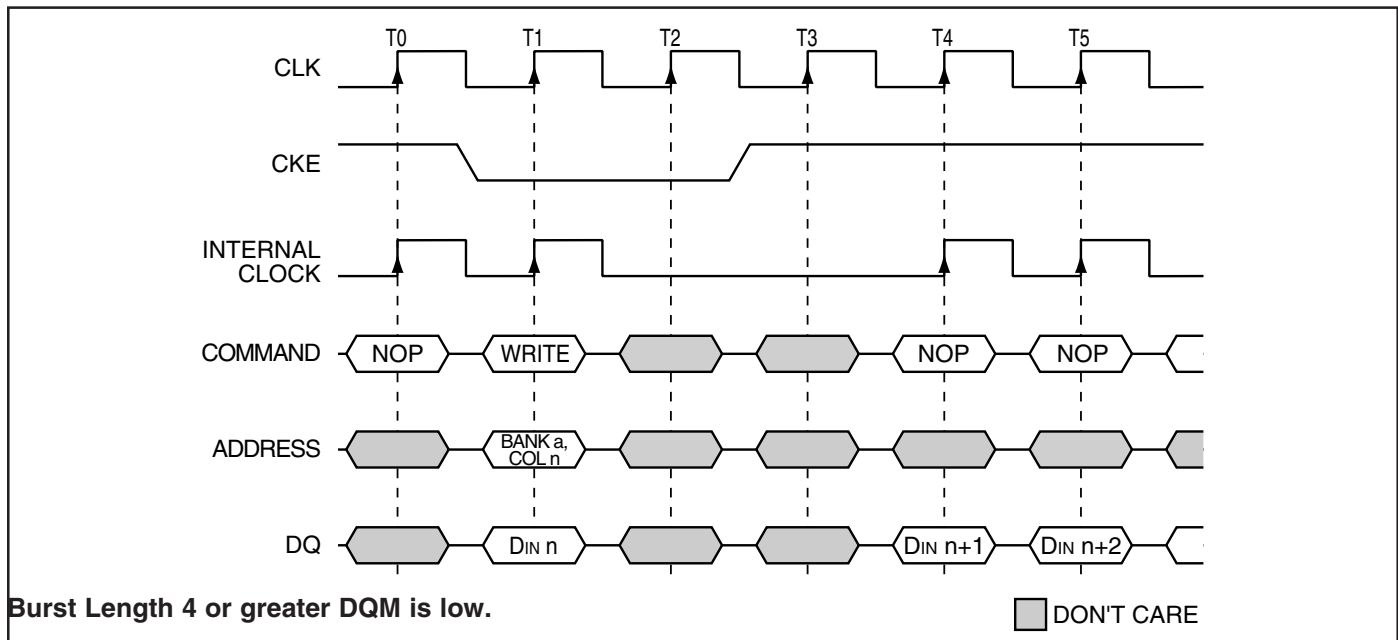 T0 T1 T2 T3 T4 T5
CLK
CKE
INTERNAL
CLOCK
COMMAND NOP WRITE NOP NOP
ADDRESS BANK a,
COL n
DQ DIN n DIN n+1 DIN n+2
Burst Length 4 or greater DQM is low.
DON'T CARE